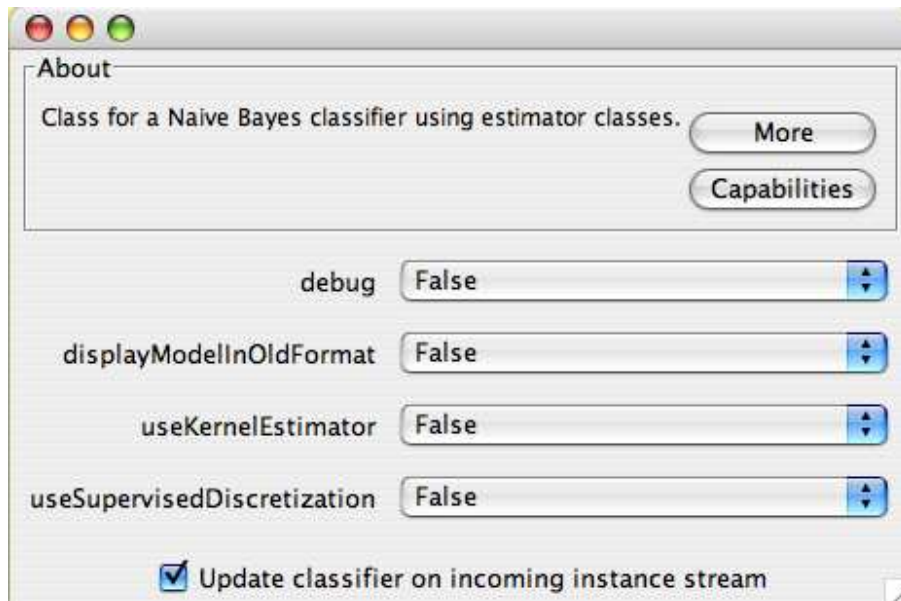 About
Class for a Naive Bayes classifier using estimator classes.
More
Capabilities
debug False
displayModelInOldFormat False
useKernelEstimator False
useSupervisedDiscretization False
Update classifier on incoming instance stream